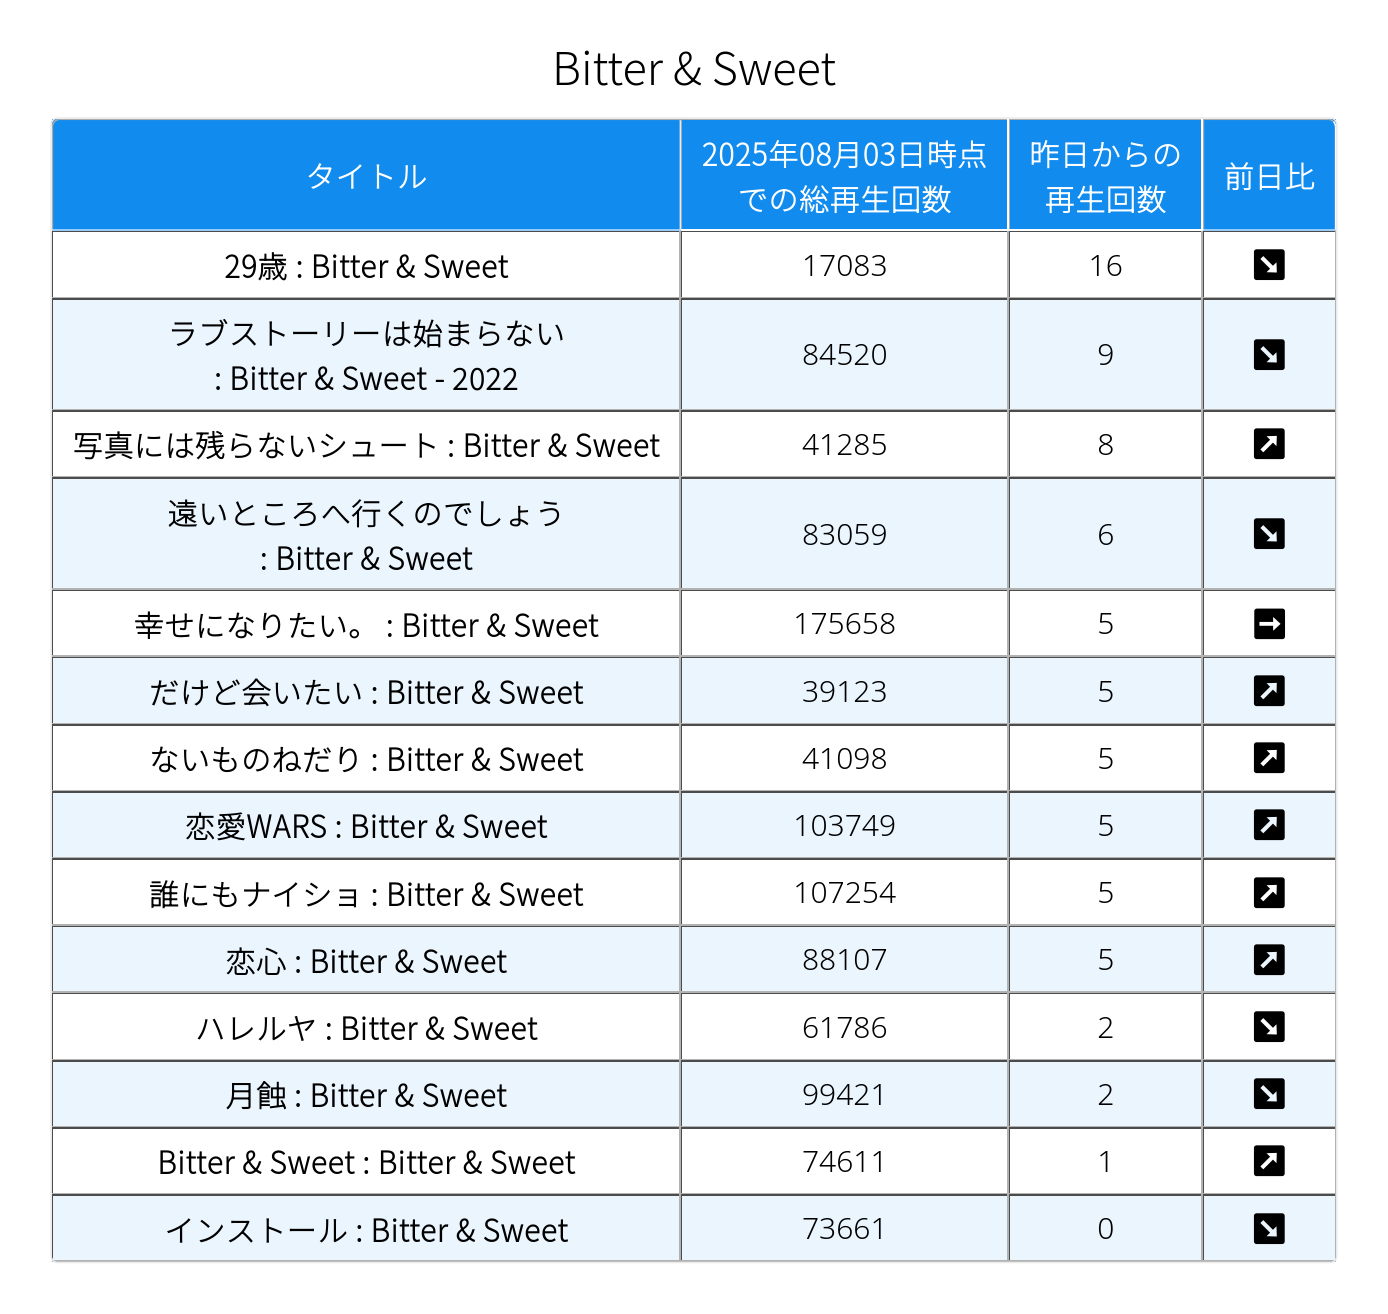 Bitter & Sweet
タイトル
2025年08月03日時点
での総再生回数
昨日からの
再生回数
前日比
29歳 : Bitter & Sweet 17083 16
ラブストーリーは始まらない
: Bitter & Sweet - 2022 84520 9
写真には残らないシュート : Bitter & Sweet 41285 8
遠いところへ行くのでしょう
: Bitter & Sweet 83059 6
幸せになりたい。 : Bitter & Sweet 175658 5
だけど会いたい : Bitter & Sweet 39123 5
ないものねだり : Bitter & Sweet 41098 5
恋愛WARS : Bitter & Sweet 103749 5
誰にもナイショ : Bitter & Sweet 107254 5
恋心 : Bitter & Sweet 88107 5
ハレルヤ : Bitter & Sweet 61786 2
月蝕 : Bitter & Sweet 99421 2
Bitter & Sweet : Bitter & Sweet 74611 1
インストール : Bitter & Sweet 73661 0